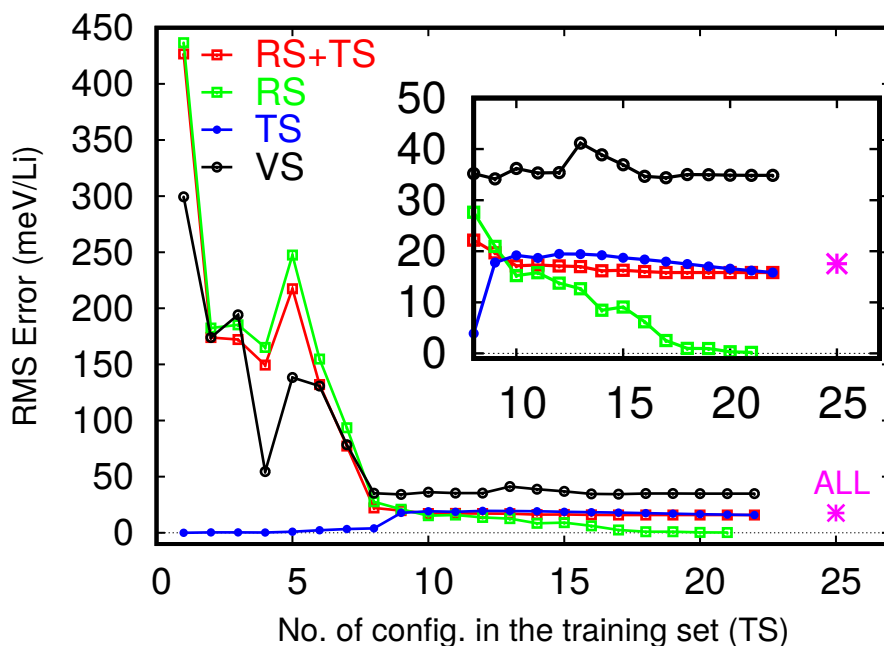 450
400
350
300
250
200
150
100
50
0
RMS Error (meV/Li)
RS+TS
RS
TS
VS
50
40
30
20
10
0
10 15 20 25
ALL
0 5 10 15 20 25
No. of config. in the training set (TS)